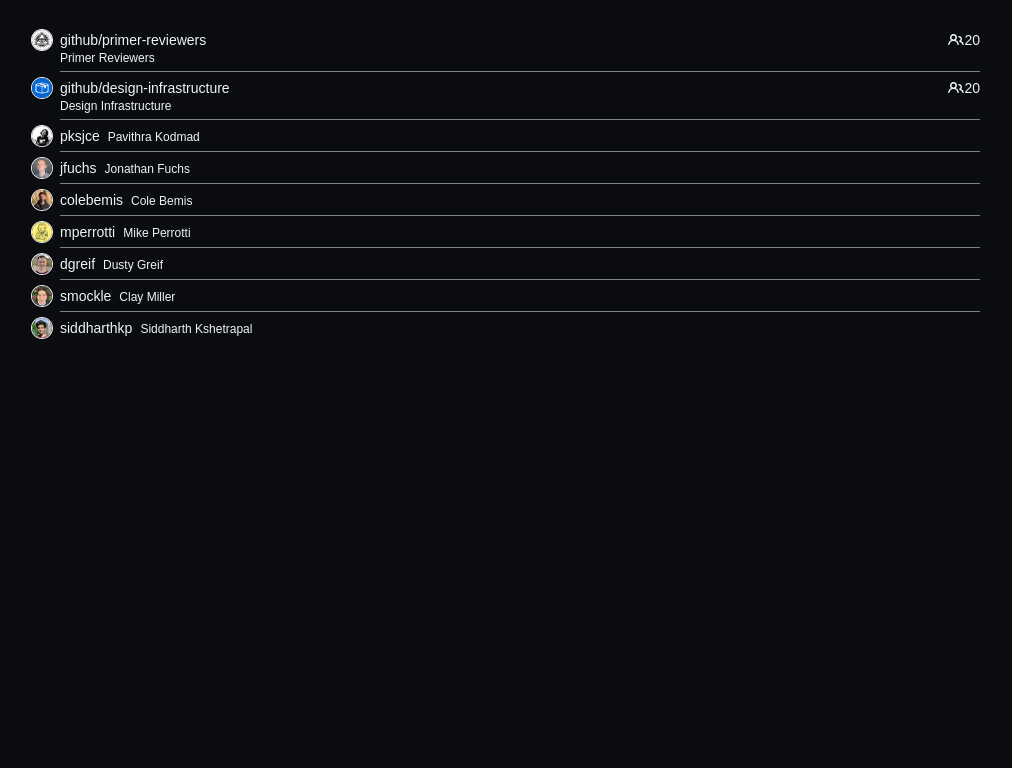 github/primer-reviewers 20
Primer Reviewers
github/design-infrastructure 20
Design Infrastructure
pksjce Pavithra Kodmad
jfuchs Jonathan Fuchs
colebemis Cole Bemis
mperrotti Mike Perrotti
dgreif Dusty Greif
smockle Clay Miller
siddharthkp Siddharth Kshetrapal